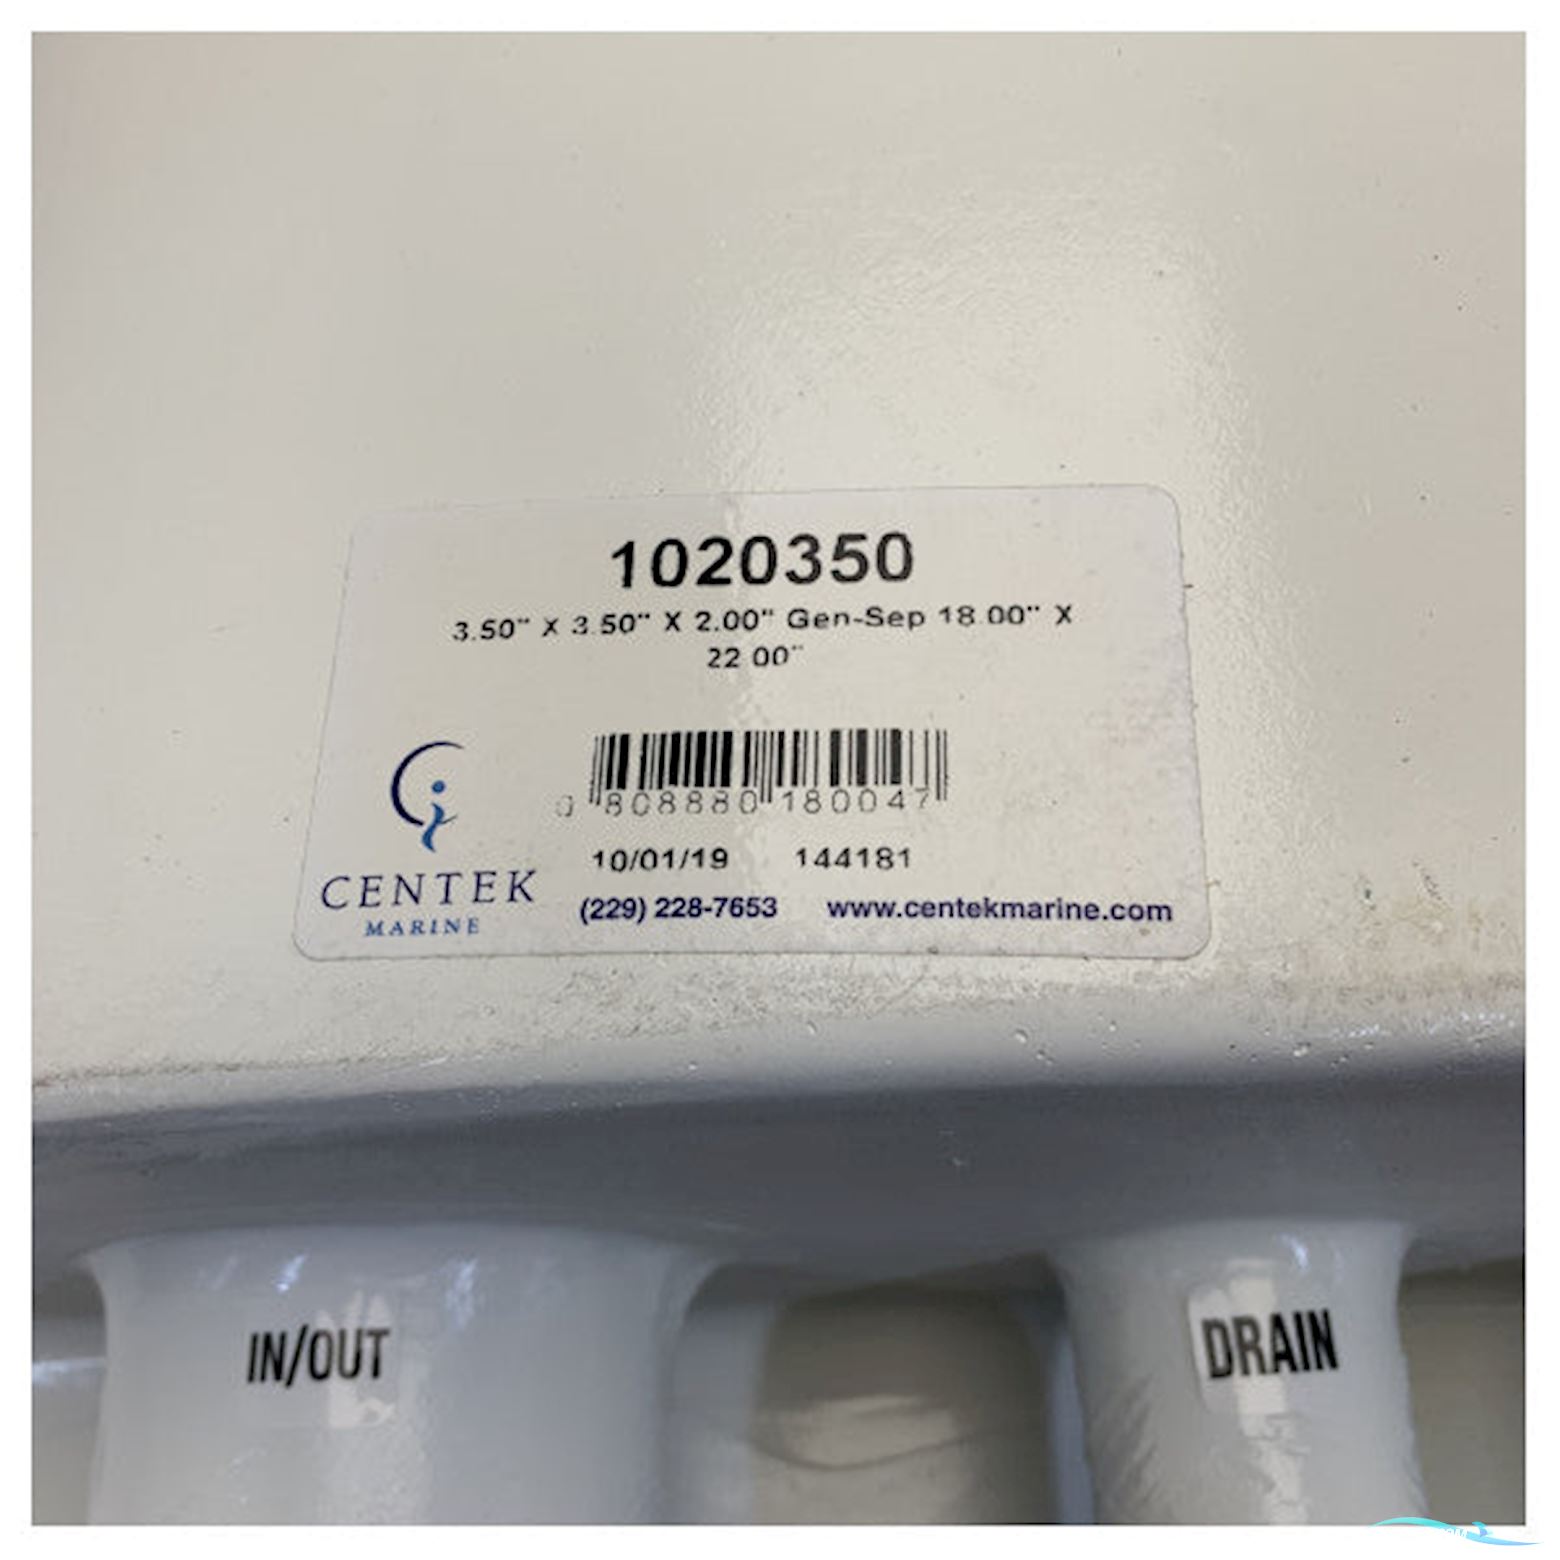 1020350
3.50" X 3.50" X 2.00" Gen-Sep 18.00" X
22 00"
0 808880 180047
10/01/19 144181
CENTEK
MARINE
(229) 228-7653 www.centekmarine.com
IN/OUT
DRAIN